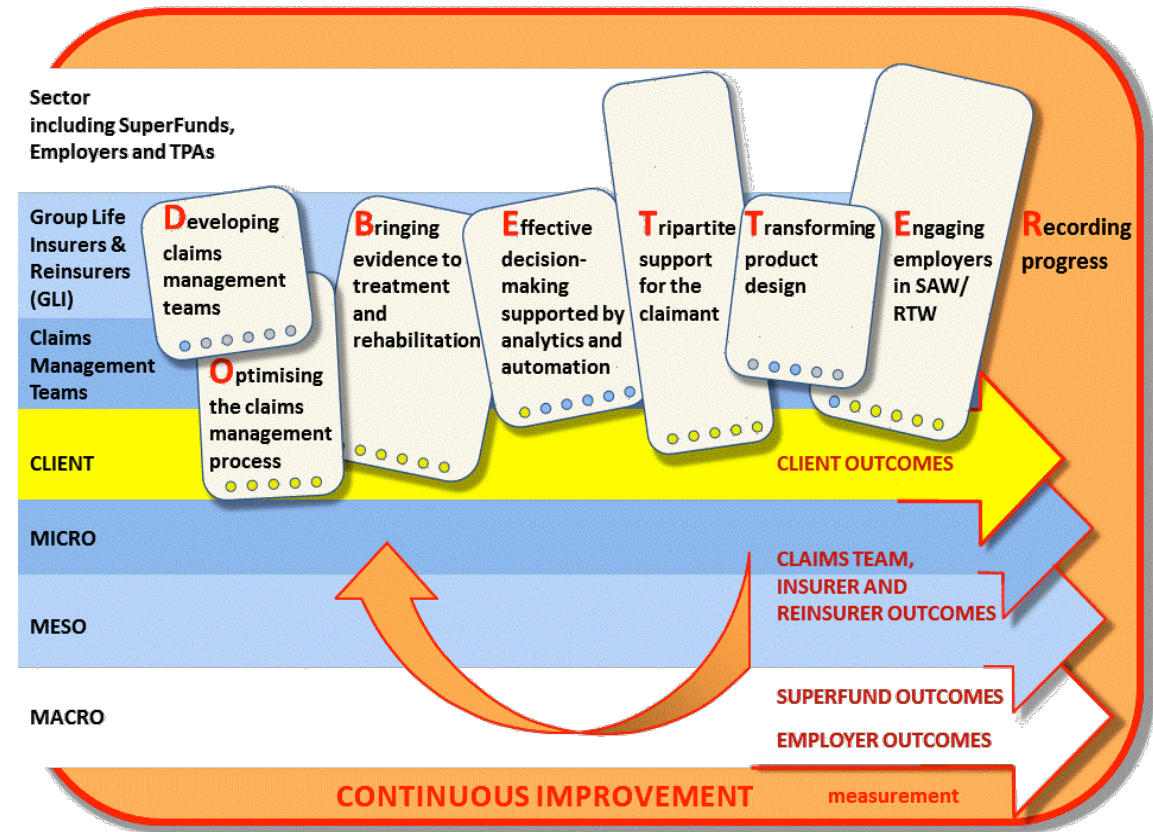 Sector
including SuperFunds,
Employers and TPAs
Group Life
Insurers &
Reinsurers
(GLI)
Claims
Management
Teams
CLIENT
MICRO
MESO
MACRO
Developing
claims
management
teams
Optimising
the claims
management
process
Bringing
evidence to
treatment
and
rehabilitation
Effective
decision-
making
supported by
analytics and
automation
Tripartite
support
for the
claimant
Transforming
product
design
Engaging
employers
in SAW/
RTW
Recording
progress
CLIENT OUTCOMES
CLAIMS TEAM,
INSURER AND
REINSURER OUTCOMES
SUPERFUND OUTCOMES
EMPLOYER OUTCOMES
CONTINUOUS IMPROVEMENT
measurement